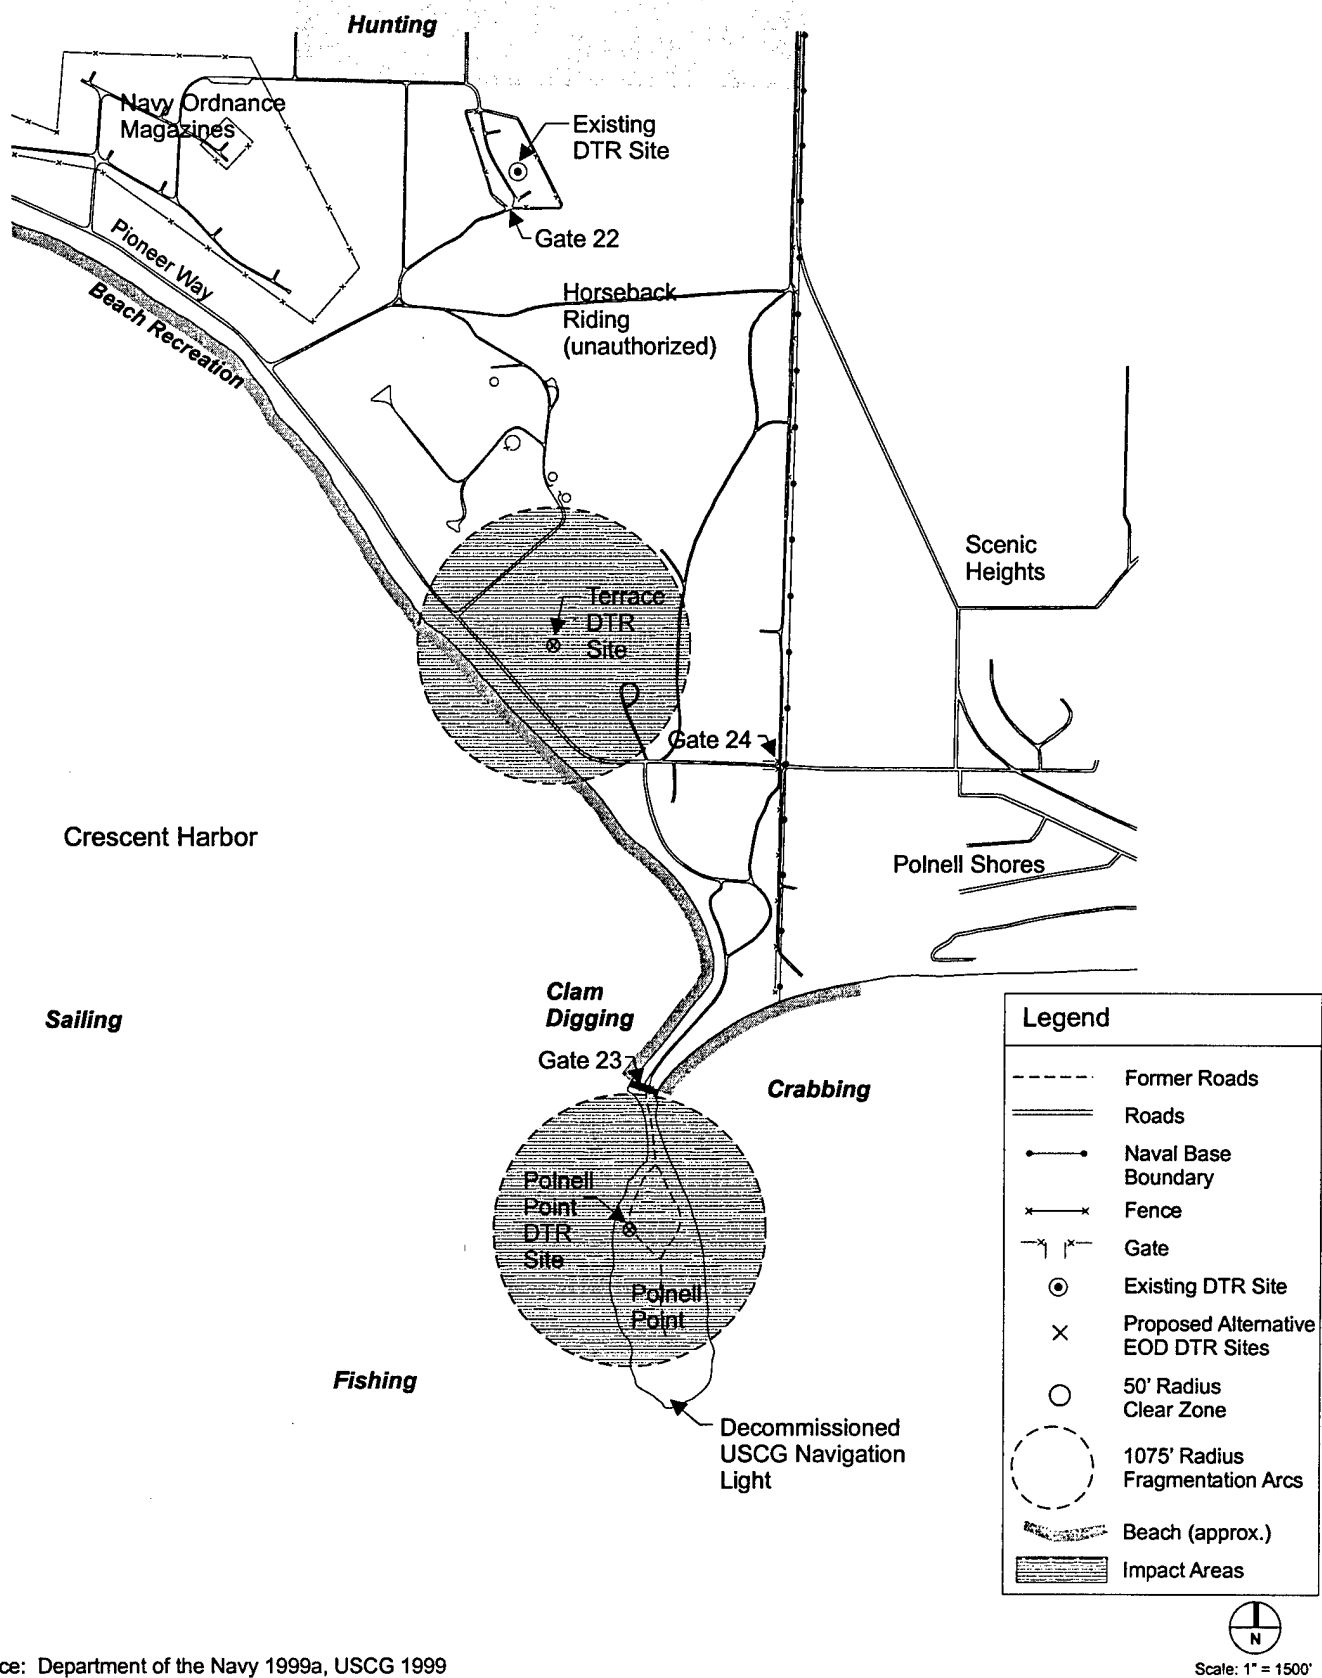 Hunting
Navy Ordnance
Magazines
Existing
DTR Site
Gate 22
Pioneer Way
Beach Recreation
Horseback
Riding
(unauthorized)
Scenic
Heights
Terrace
DTR
Site
Gate 24
Crescent Harbor
Polnell Shores
Clam
Digging
Sailing
Gate 23
Crabbing
Polnell
Point
DTR
Site
Polnell
Point
Fishing
Decommissioned
USCG Navigation
Light
Legend
Former Roads
Roads
Naval Base
Boundary
Fence
Gate
Existing DTR Site
Proposed Alternative
EOD DTR Sites
50' Radius
Clear Zone
1075' Radius
Fragmentation Arcs
Beach (approx.)
Impact Areas
N
Scale: 1" = 1500'
ce: Department of the Navy 1999a, USCG 1999